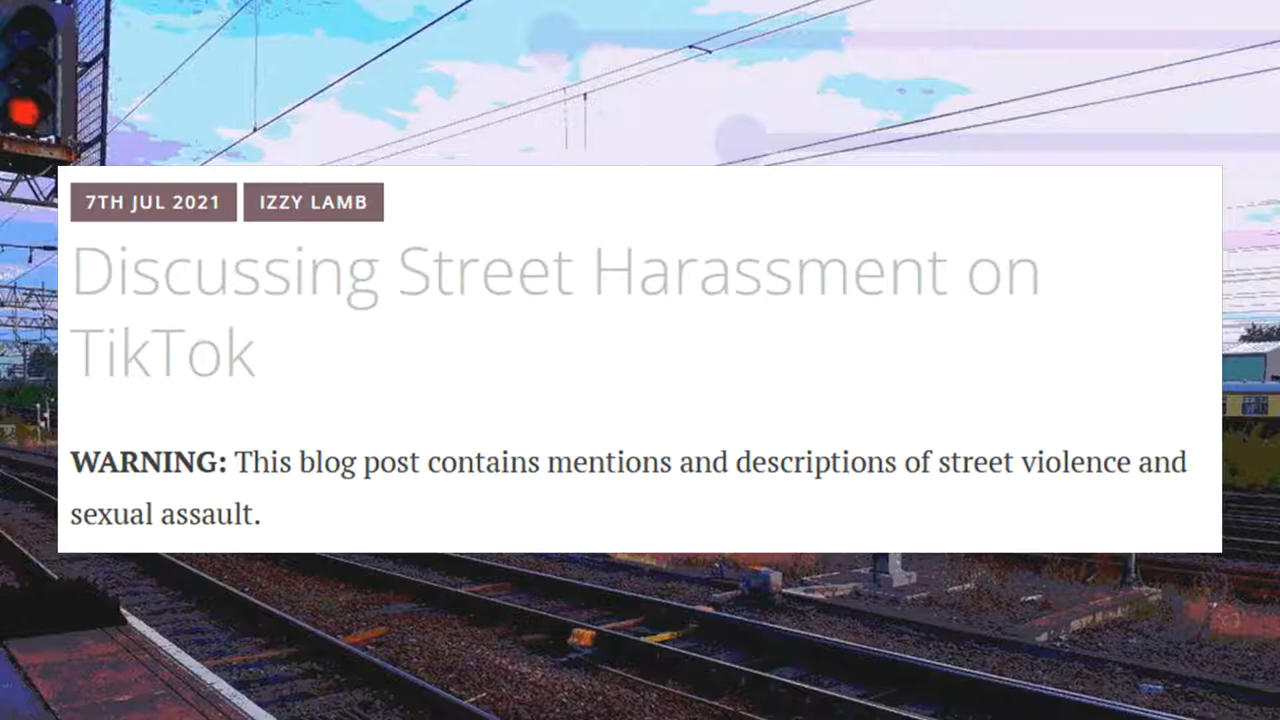 7TH JUL 2021 IZZY LAMB
Discussing Street Harassment on
TikTok
WARNING: This blog post contains mentions and descriptions of street violence and
sexual assault.